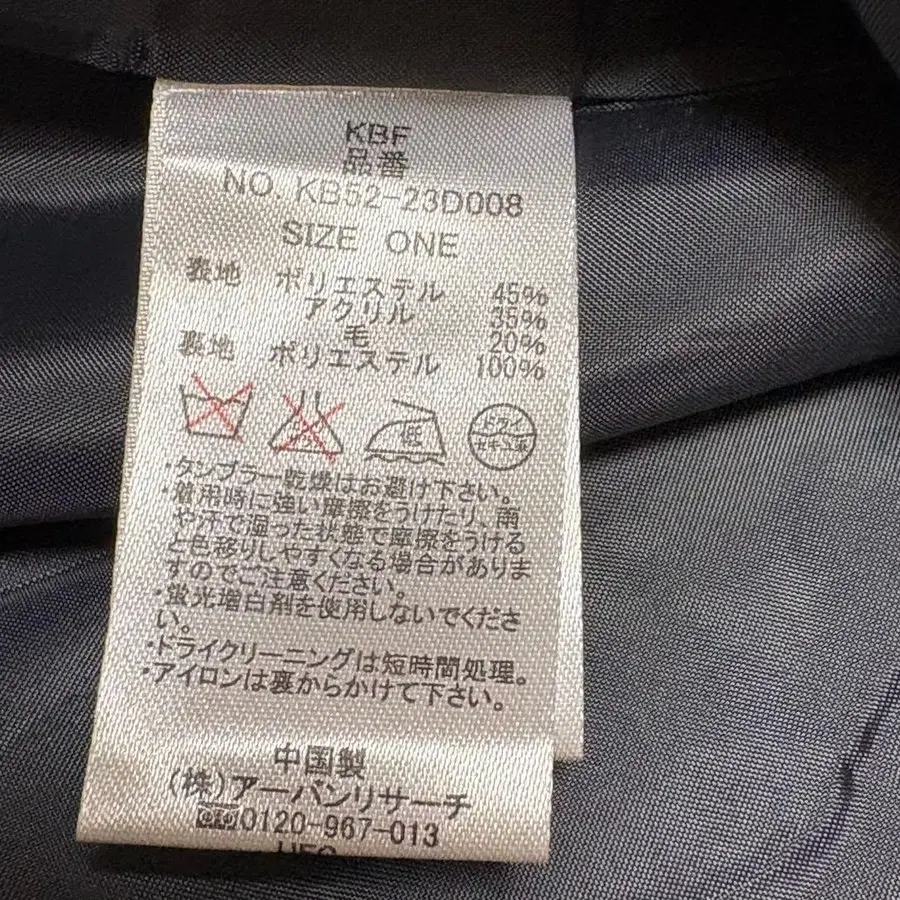 KBF
品番
NO. KB52-23D008
SIZE ONE
表地 ポリエステル 45%
アクリル 35%
毛 20%
裏地 ポリエステル 100%
低
ドライ
セキユ系
・タンブラー乾燥はお避け下さい。
・着用時に強い摩擦をうけたり、雨
や汗で湿った状態で摩擦をうける
と色移りしやすくなる場合がありま
すのでご注意ください。
・蛍光増白剤を使用しないでくださ
い。
・ドライクリーニングは短時間処理。
・アイロンは裏からかけて下さい。
中国製
(株)アーバンリサーチ
0120-967-013